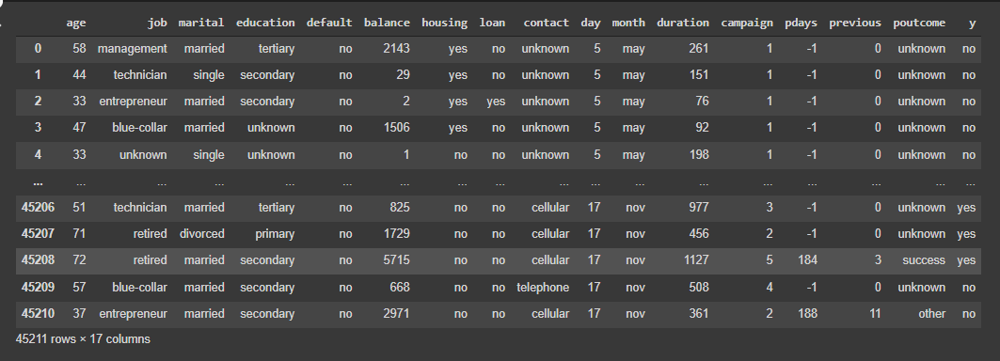 age job marital education default balance housing loan contact day month duration campaign pdays previous poutcome y
0 58 management married tertiary no 2143 yes no unknown 5 may 261 1 -1 0 unknown no
1 44 technician single secondary no 29 yes no unknown 5 may 151 1 -1 0 unknown no
2 33 entrepreneur married secondary no 2 yes yes unknown 5 may 76 1 -1 0 unknown no
3 47 blue-collar married unknown no 1506 yes no unknown 5 may 92 1 -1 0 unknown no
4 33 unknown single unknown no 1 no no unknown 5 may 198 1 -1 0 unknown no
... ... ... ... ... ... ... ... ... ... ... ... ... ... ... ... ... ...
45206 51 technician married tertiary no 825 no no cellular 17 nov 977 3 -1 0 unknown yes
45207 71 retired divorced primary no 1729 no no cellular 17 nov 456 2 -1 0 unknown yes
45208 72 retired married secondary no 5715 no no cellular 17 nov 1127 5 184 3 success yes
45209 57 blue-collar married secondary no 668 no no telephone 17 nov 508 4 -1 0 unknown no
45210 37 entrepreneur married secondary no 2971 no no cellular 17 nov 361 2 188 11 other no
45211 rows × 17 columns